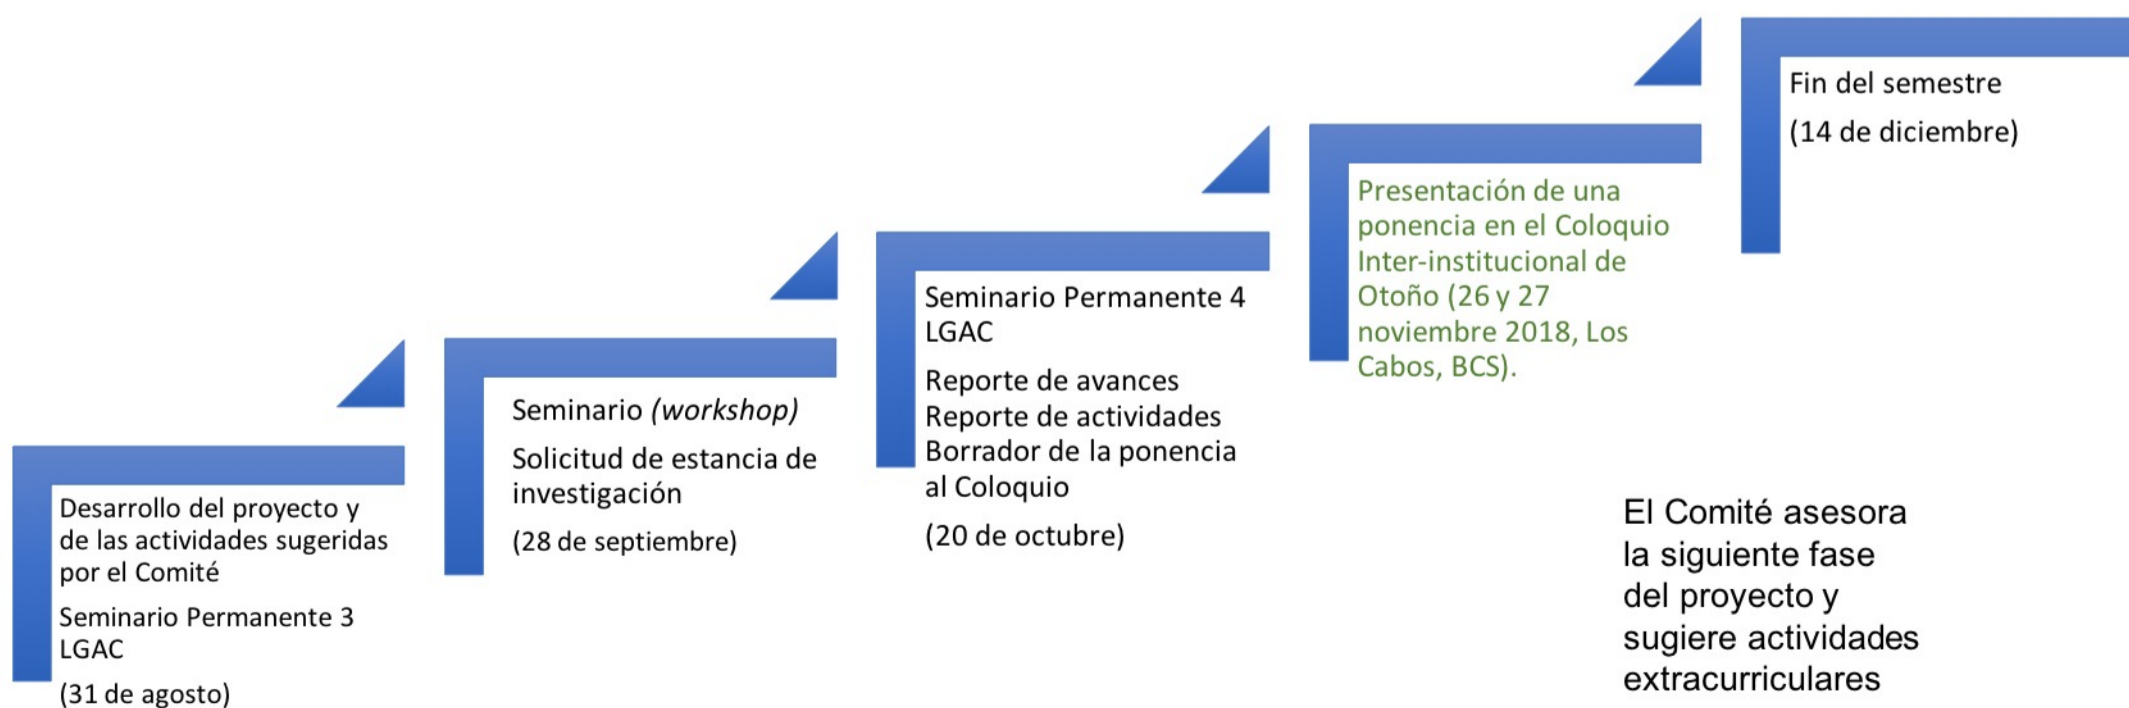 Desarrollo del proyecto y
de las actividades sugeridas
por el Comité
Seminario Permanente 3
LGAC
(31 de agosto)
Seminario (workshop)
Solicitud de estancia de
investigación
(28 de septiembre)
Seminario Permanente 4
LGAC
Reporte de avances
Reporte de actividades
Borrador de la ponencia
al Coloquio
(20 de octubre)
Presentación de una
ponencia en el Coloquio
Inter-institucional de
Otoño (26 y 27
noviembre 2018, Los
Cabos, BCS).
Fin del semestre
(14 de diciembre)
El Comité asesora
la siguiente fase
del proyecto y
sugiere actividades
extracurriculares